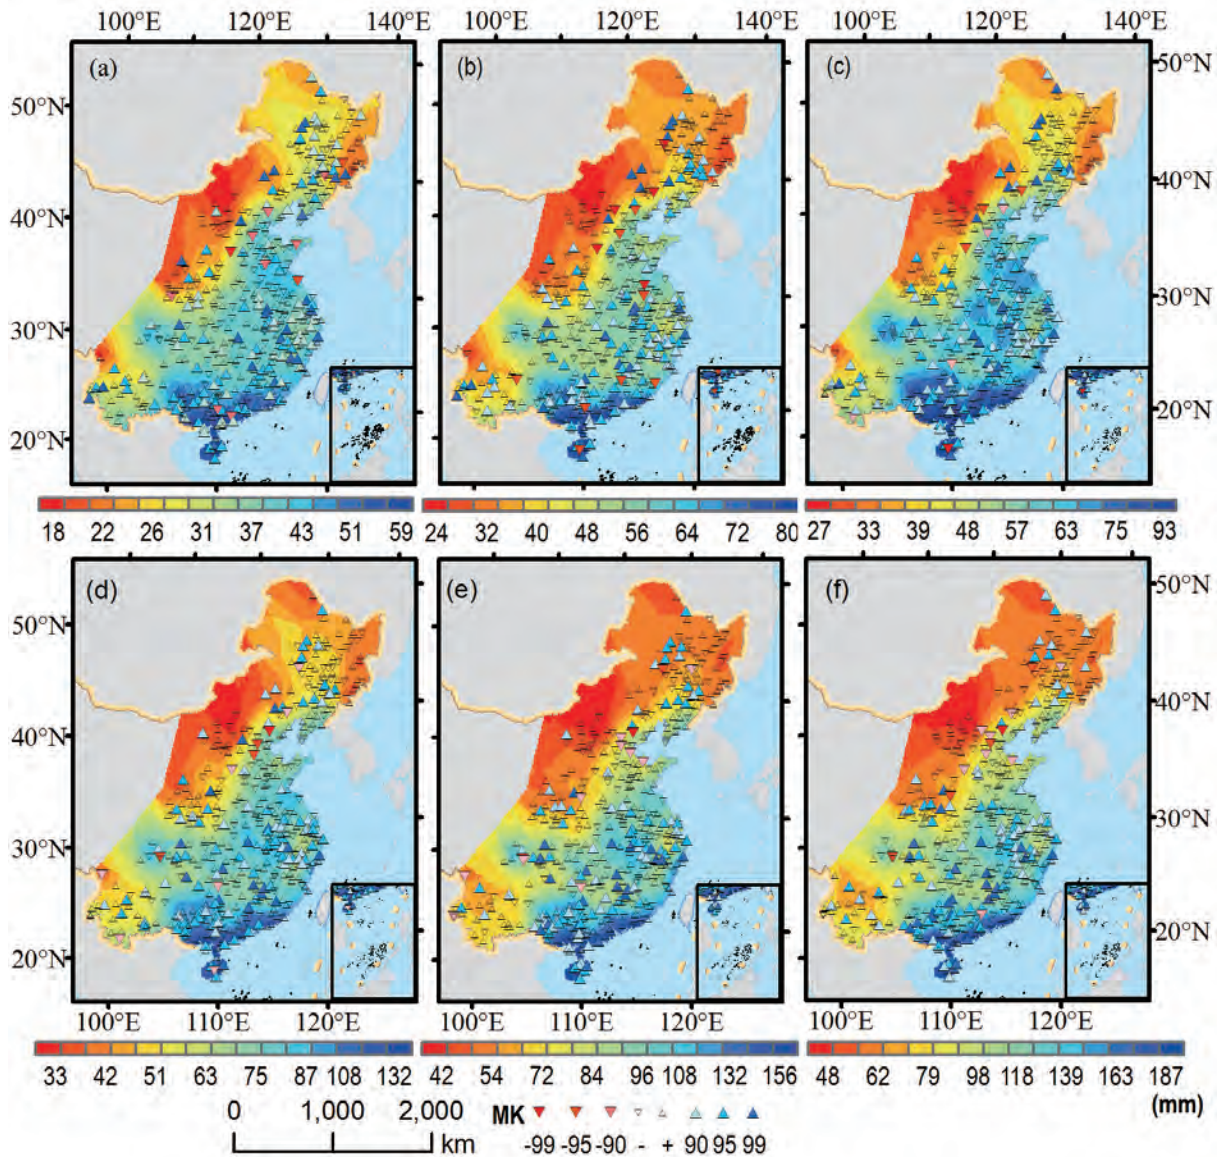 100°E 120°E 140°E 100°E 120°E 140°E 100°E 120°E 140°E
(a) (b) (c)
50°N 50°N
40°N 40°N
30°N 30°N
20°N 20°N
18 22 26 31 37 43 51 59 24 32 40 48 56 64 72 80 27 33 39 48 57 63 75 93
(d) (e) (f)
50°N 50°N
40°N 40°N
30°N 30°N
20°N 20°N
100°E 110°E 120°E 100°E 110°E 120°E 100°E 110°E 120°E
33 42 51 63 75 87 108 132 42 54 72 84 96 108 132 156 48 62 79 98 118 139 163 187
(mm)
0 1,000 2,000
km
MK
-99 -95 -90 - + 90 95 99